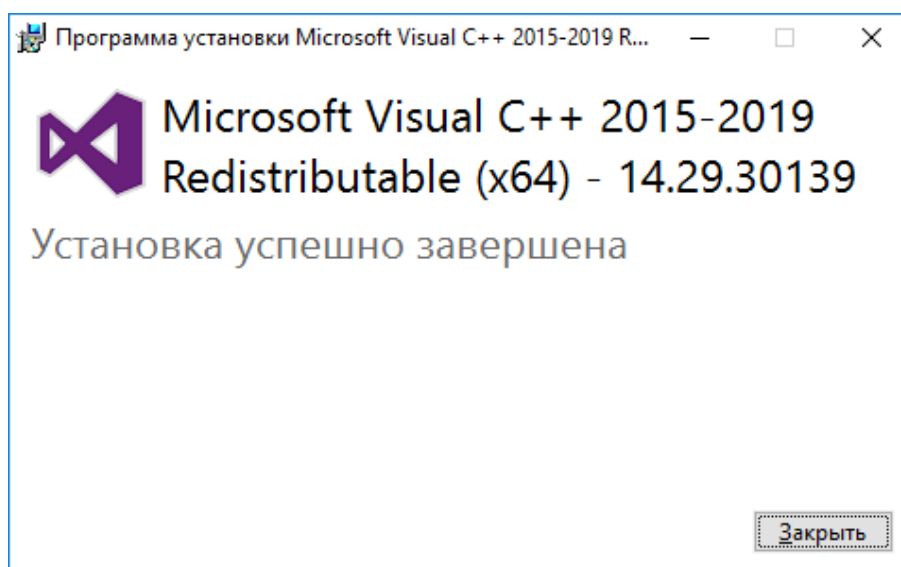 Программа установки Microsoft Visual C++ 2015-2019 R...
Microsoft Visual C++ 2015-2019
Redistributable (x64) - 14.29.30139
Установка успешно завершена
Закрыть